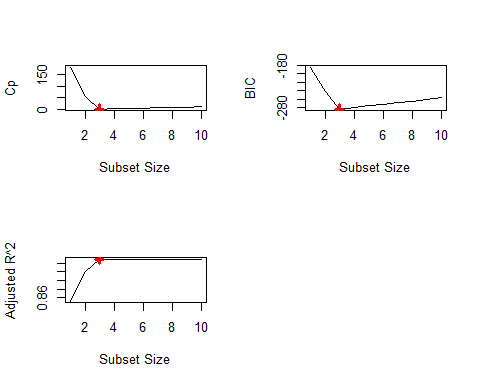 Cp
150
0
2 4 6 8 10
Subset Size
BIC
-180
-280
2 4 6 8 10
Subset Size
Adjusted R^2
0.86
2 4 6 8 10
Subset Size